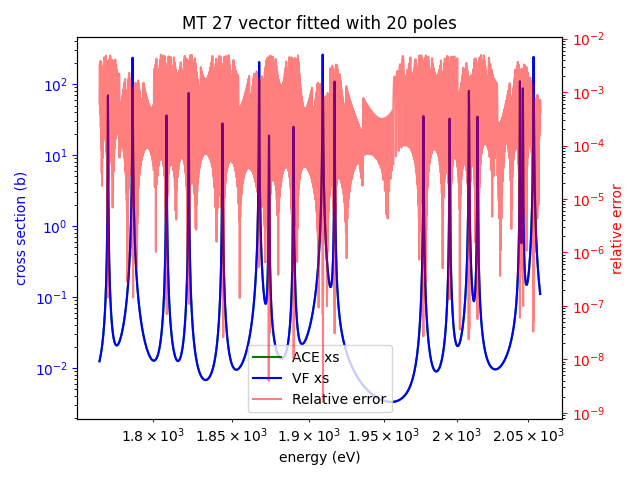 MT 27 vector fitted with 20 poles
cross section (b)
10²
10¹
10⁰
10⁻¹
10⁻²
10⁻²
10⁻³
10⁻⁴
10⁻⁵
10⁻⁶
10⁻⁷
10⁻⁸
10⁻⁹
relative error
ACE xs
VF xs
Relative error
1.8 × 10³ 1.85 × 10³ 1.9 × 10³ 1.95 × 10³ 2 × 10³ 2.05 × 10³
energy (eV)